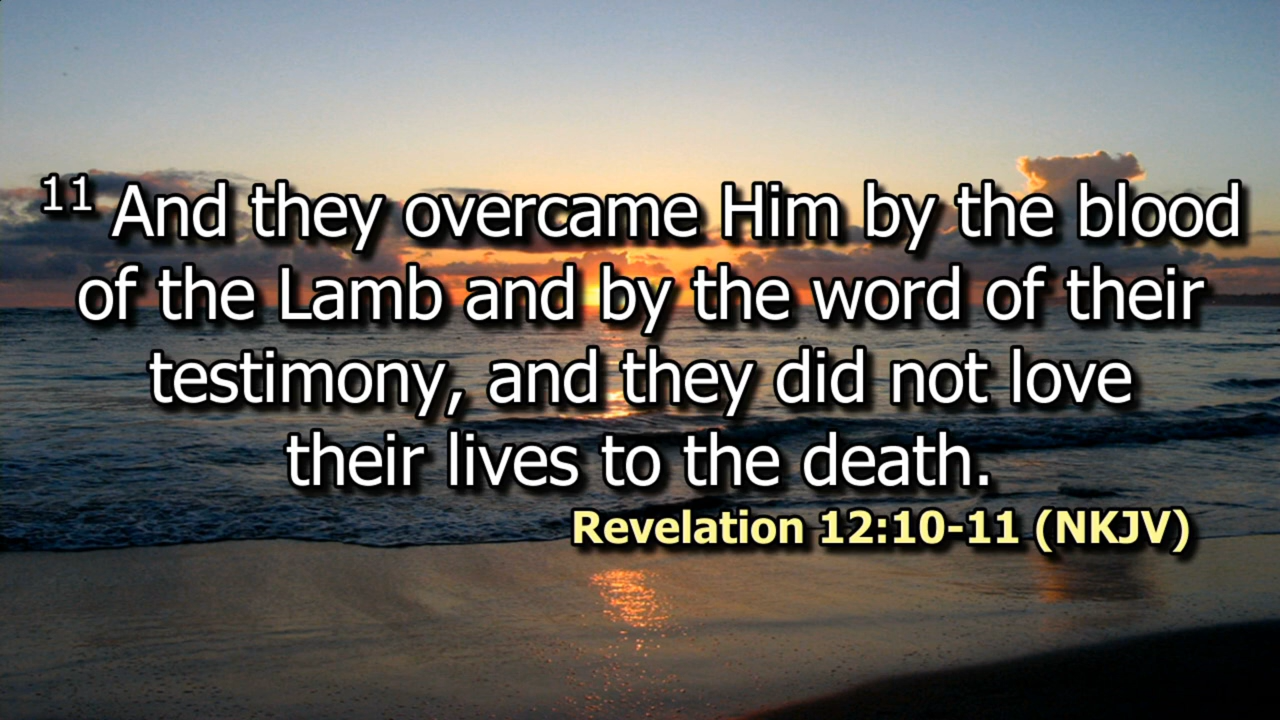 11 And they overcame Him by the blood
of the Lamb and by the word of their
testimony, and they did not love
their lives to the death.
Revelation 12:10-11 (NKJV)